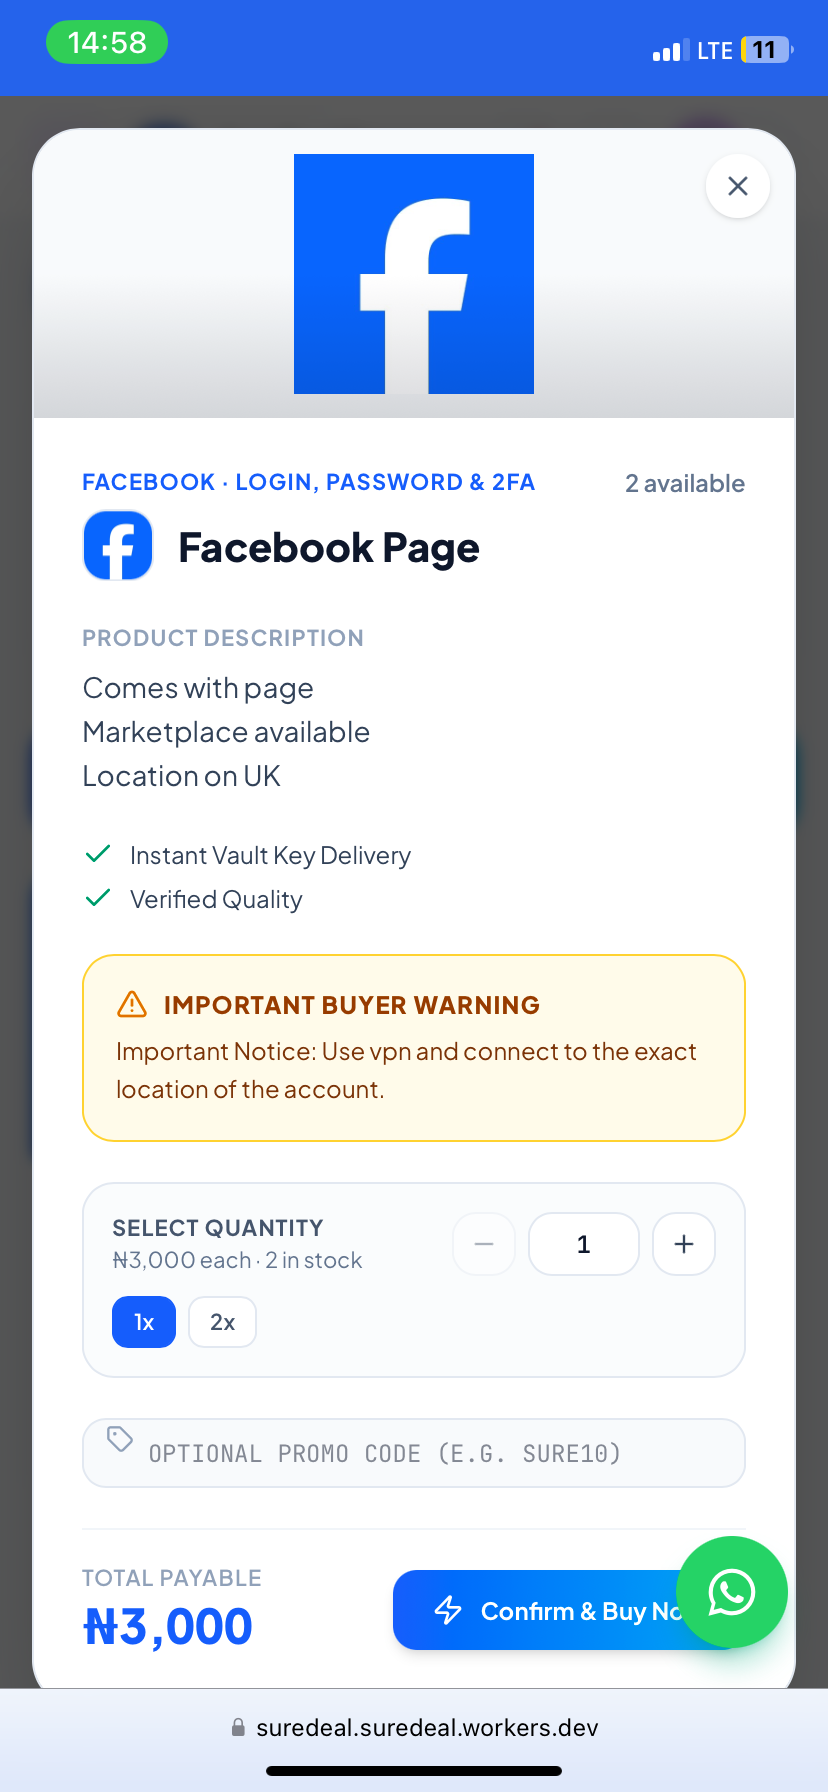 14:58
LTE 11
FACEBOOK · LOGIN, PASSWORD & 2FA
2 available
Facebook Page
PRODUCT DESCRIPTION
Comes with page
Marketplace available
Location on UK
Instant Vault Key Delivery
Verified Quality
IMPORTANT BUYER WARNING
Important Notice: Use vpn and connect to the exact
location of the account.
SELECT QUANTITY
₦3,000 each · 2 in stock
1
1x
2x
OPTIONAL PROMO CODE (E.G. SURE10)
TOTAL PAYABLE
₦3,000
Confirm & Buy
suredeal.suredeal.workers.dev